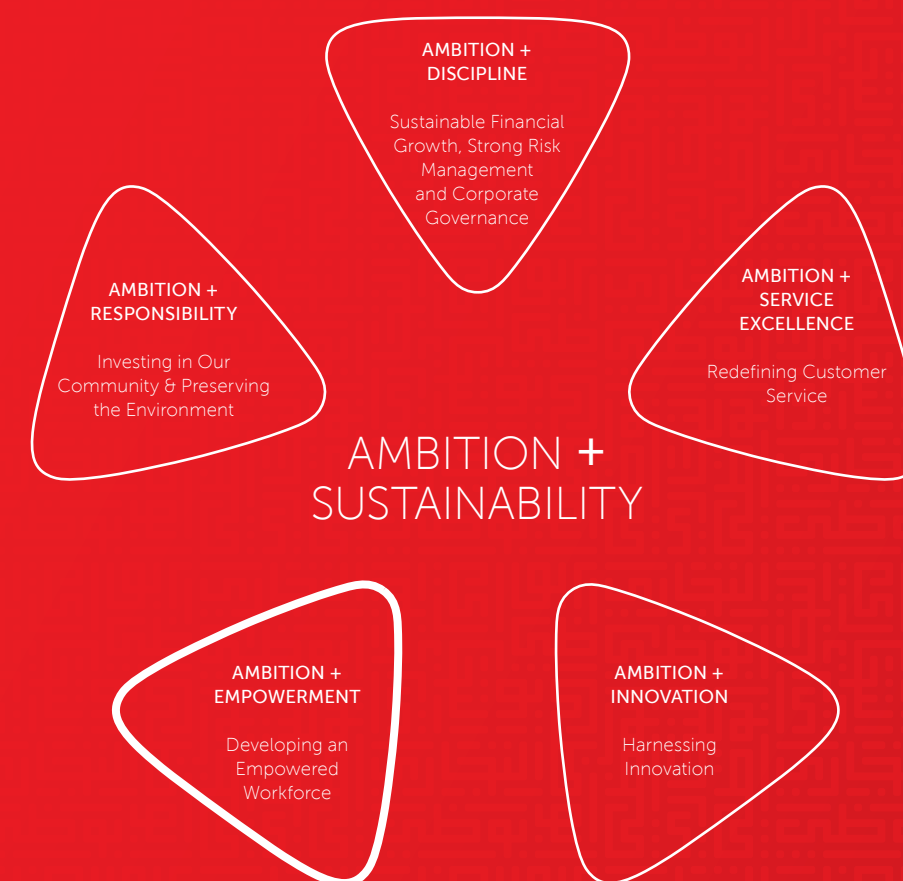 AMBITION +
DISCIPLINE
Sustainable Financial
Growth, Strong Risk
Management
and Corporate
Governance
AMBITION +
RESPONSIBILITY
Investing in Our
Community & Preserving
the Environment
AMBITION +
SERVICE
EXCELLENCE
Redefining Customer
Service
AMBITION +
SUSTAINABILITY
AMBITION +
EMPOWERMENT
Developing an
Empowered
Workforce
AMBITION +
INNOVATION
Harnessing
Innovation